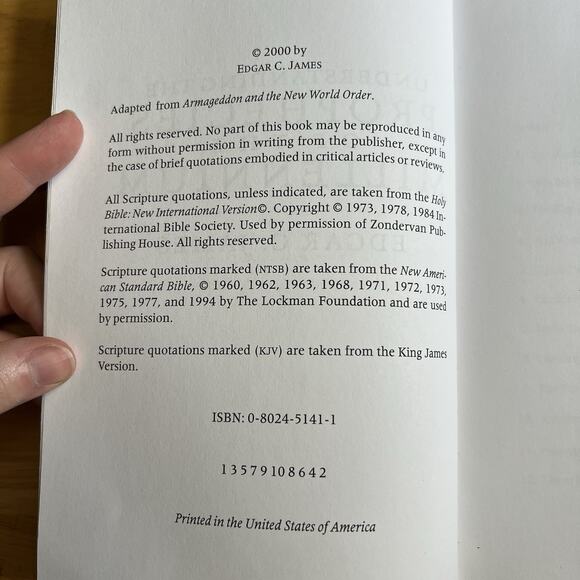 © 2000 by
EDGAR C. JAMES
Adapted from Armageddon and the New World Order.
All rights reserved. No part of this book may be reproduced in any
form without permission in writing from the publisher, except in
the case of brief quotations embodied in critical articles or reviews.
All Scripture quotations, unless indicated, are taken from the Holy
Bible: New International Version©. Copyright © 1973, 1978, 1984 In-
ternational Bible Society. Used by permission of Zondervan Pub-
lishing House. All rights reserved.
Scripture quotations marked (NTSB) are taken from the New Ameri-
can Standard Bible, © 1960, 1962, 1963, 1968, 1971, 1972, 1973,
1975, 1977, and 1994 by The Lockman Foundation and are used
by permission.
Scripture quotations marked (KJV) are taken from the King James
Version.
ISBN: 0-8024-5141-1
1 3 5 7 9 10 8 6 4 2
Printed in the United States of America